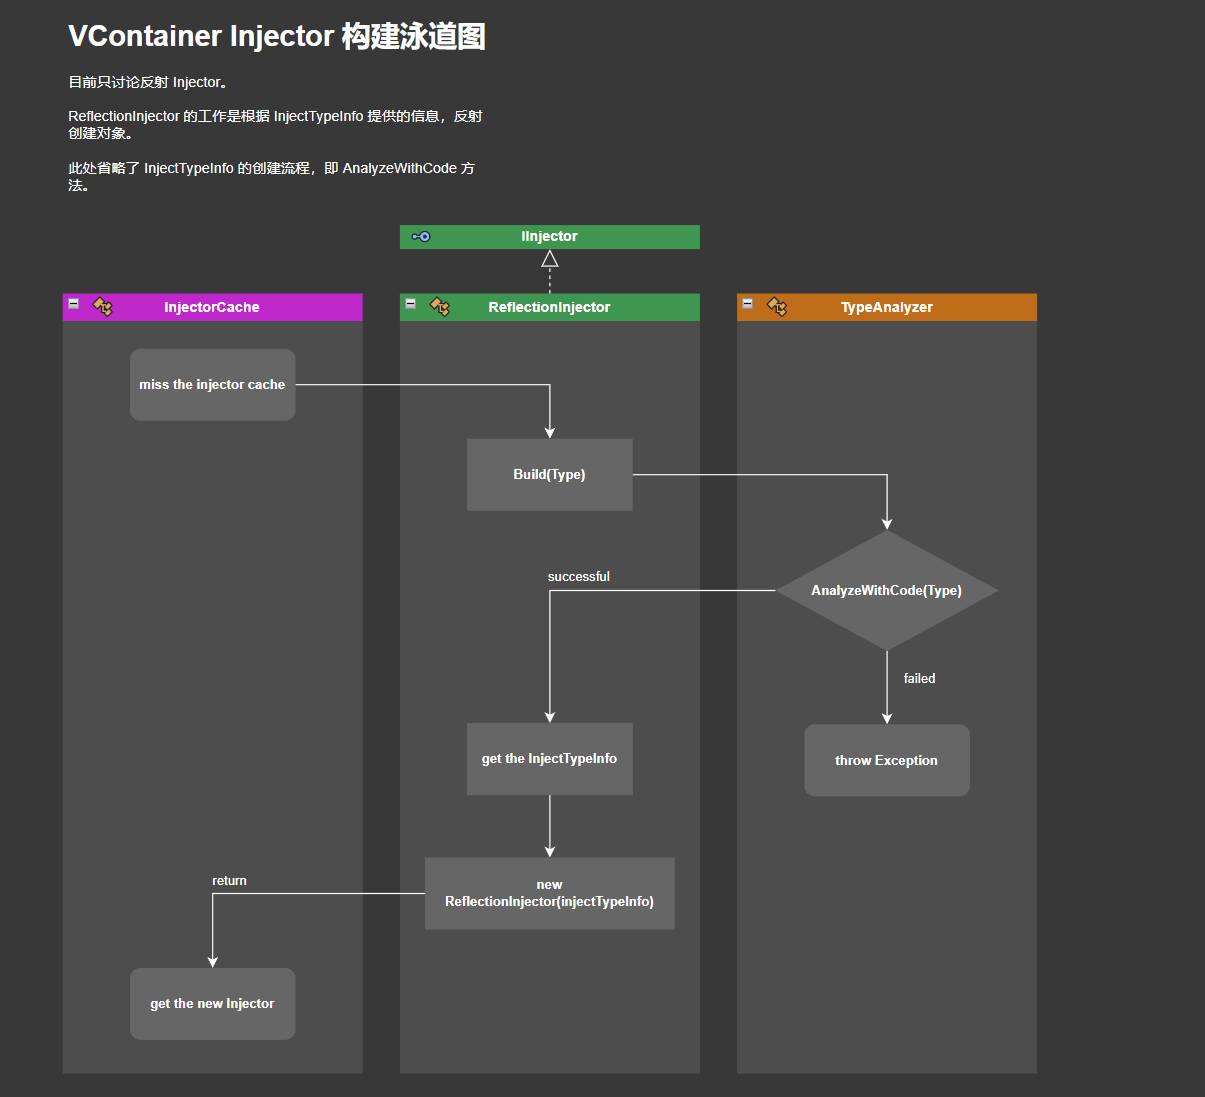 VContainer Injector 构建泳道图
目前只讨论反射 Injector。
ReflectionInjector 的工作是根据 InjectTypeInfo 提供的信息，反射
创建对象。
此处省略了 InjectTypeInfo 的创建流程，即 AnalyzeWithCode 方
法。
IInjector
InjectorCache
ReflectionInjector
TypeAnalyzer
miss the injector cache
Build(Type)
successful
AnalyzeWithCode(Type)
failed
get the InjectTypeInfo
throw Exception
return
new
ReflectionInjector(injectTypeInfo)
get the new Injector